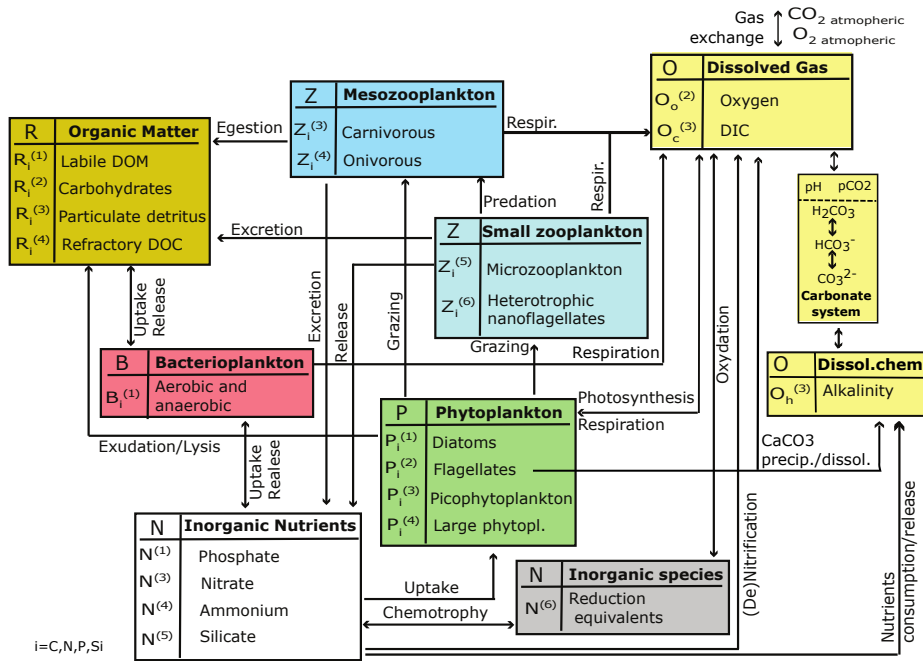 Gas
exchange
CO2 atmopheric
O2 atmopheric
O Dissolved Gas
Oo(2) Oxygen
Oc(3) DIC
Z Mesozooplankton
Zi(3) Carnivorous
Zi(4) Onivorous
R Organic Matter
Ri(1) Labile DOM
Ri(2) Carbohydrates
Ri(3) Particulate detritus
Ri(4) Refractory DOC
Egestion
Respir.
Respir.
Predation
Excretion
Z Small zooplankton
Zi(5) Microzooplankton
Zi(6) Heterotrophic
nanoflagellates
pH pCO2
H2CO3
HCO3-
CO32-
Carbonate
system
Uptake
Release
Excretion
Release
Grazing
Grazing
Oxydation
B Bacterioplankton
Bi(1) Aerobic and
anaerobic
Respiration
O Dissol.chem
Oh(3) Alkalinity
Photosynthesis
Respiration
P Phytoplankton
Pi(1) Diatoms
Pi(2) Flagellates
Pi(3) Picophytoplankton
Pi(4) Large phytopl.
Exudation/Lysis
CaCO3
precip./dissol.
Uptake
Realese
N Inorganic Nutrients
N(1) Phosphate
N(3) Nitrate
N(4) Ammonium
N(5) Silicate
Uptake
Chemotrophy
N Inorganic species
N(6) Reduction
equivalents
(De)Nitrification
Nutrients
consumption/release
i=C,N,P,Si